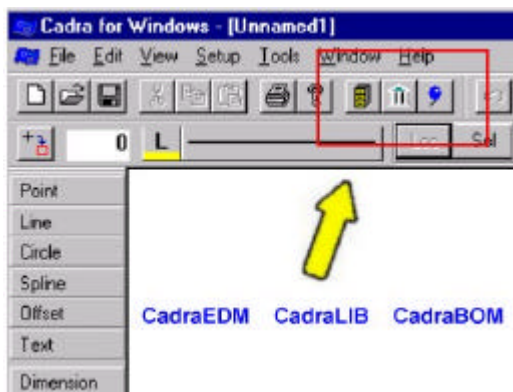 Cadra for Windows - [Unnamed1]
File Edit View Setup Tools Window Help
0 L Loc Sel
Point
Line
Circle
Spline
Offset
CadraEDM CadraLIB CadraBOM
Text
Dimension